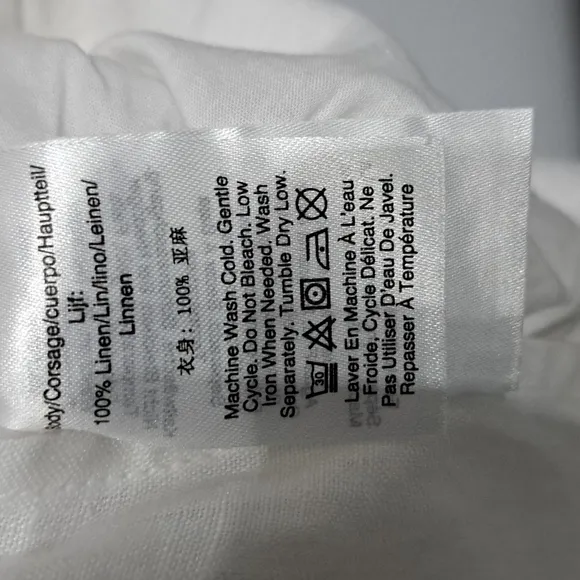 Body/Corsage/cuerpo/Hauptteil/
Lijf:
100% Linen/Lin/lino/Leinen/
Linnen
衣身: 100% 亚麻
Machine Wash Cold. Gentle
Cycle. Do Not Bleach. Low
Iron When Needed. Wash
Separately. Tumble Dry Low.
30
Laver En Machine À L'eau
Froide. Cycle Délicat. Ne
Pas Utiliser D'eau De Javel.
Repasser À Température